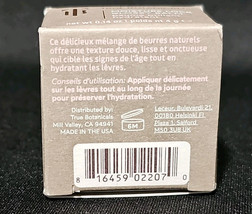 Ce délicieux mélange de beurres naturels
offre une texture douce, lisse et onctueuse
qui cible les signes de l'âge tout en
hydratant les lèvres.
Conseils d'utilisation: Appliquer délicatement
sur les lèvres tout au long de la journée
pour préserver l'hydratation.
Distributed by:
True Botanicals
Mill Valley, CA 94941
MADE IN THE USA
6M
Lecteur, Bulevardi 21,
00180 Helsinki FI
Plaza 1, Salford
M50 3UB UK
8 16459 02207 0